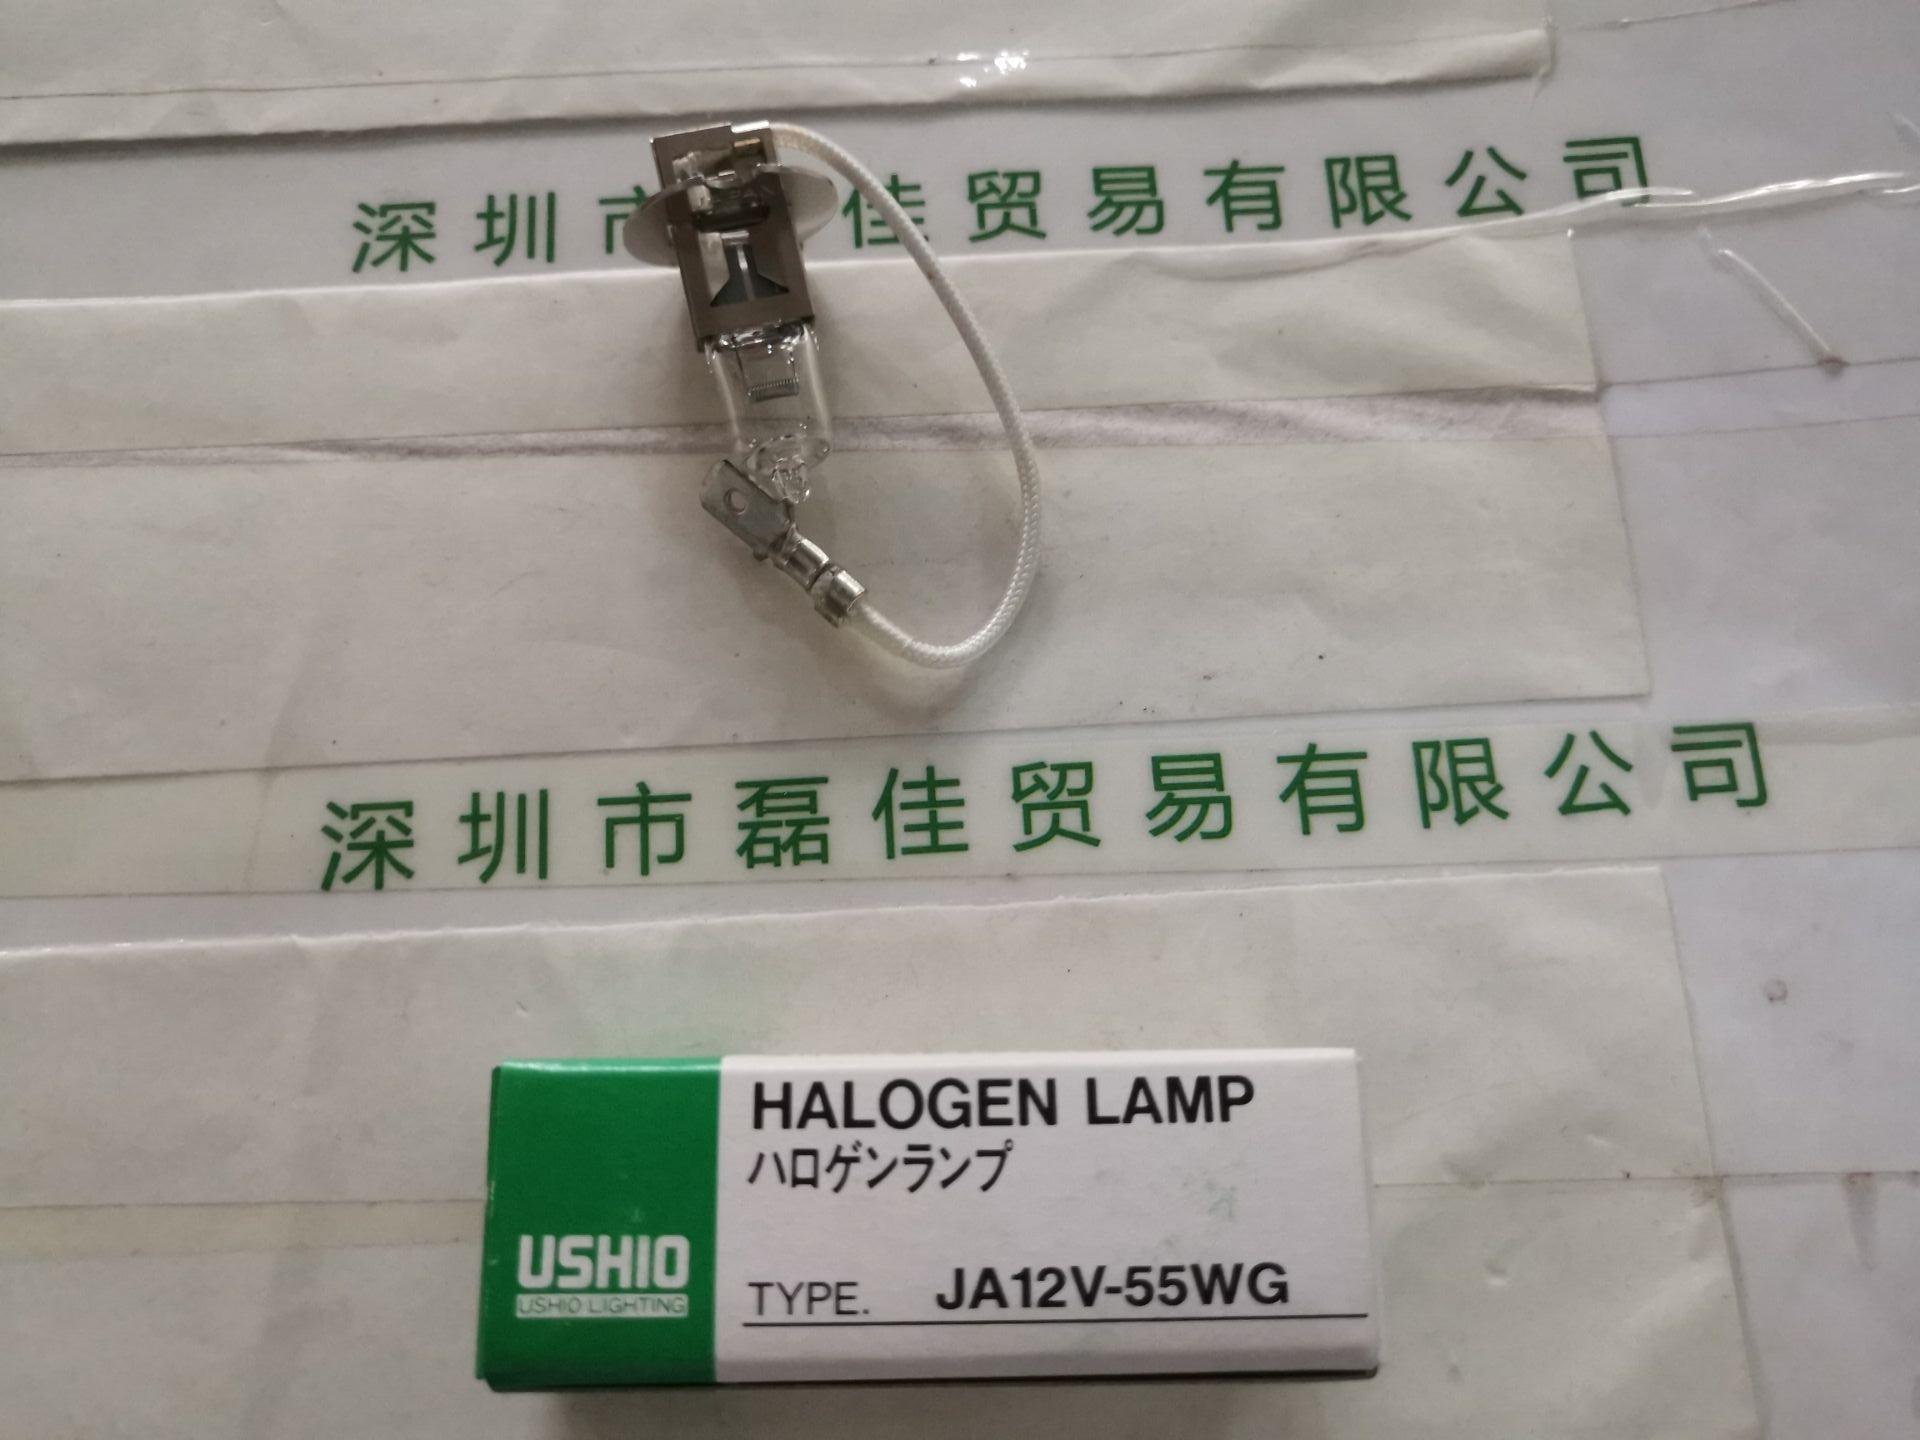 深圳市佳贸易有限公司
深圳市磊佳贸易有限公司
HALOGEN LAMP
ハロゲンランプ
USHIO
USHIO LIGHTING
TYPE. JA12V-55WG